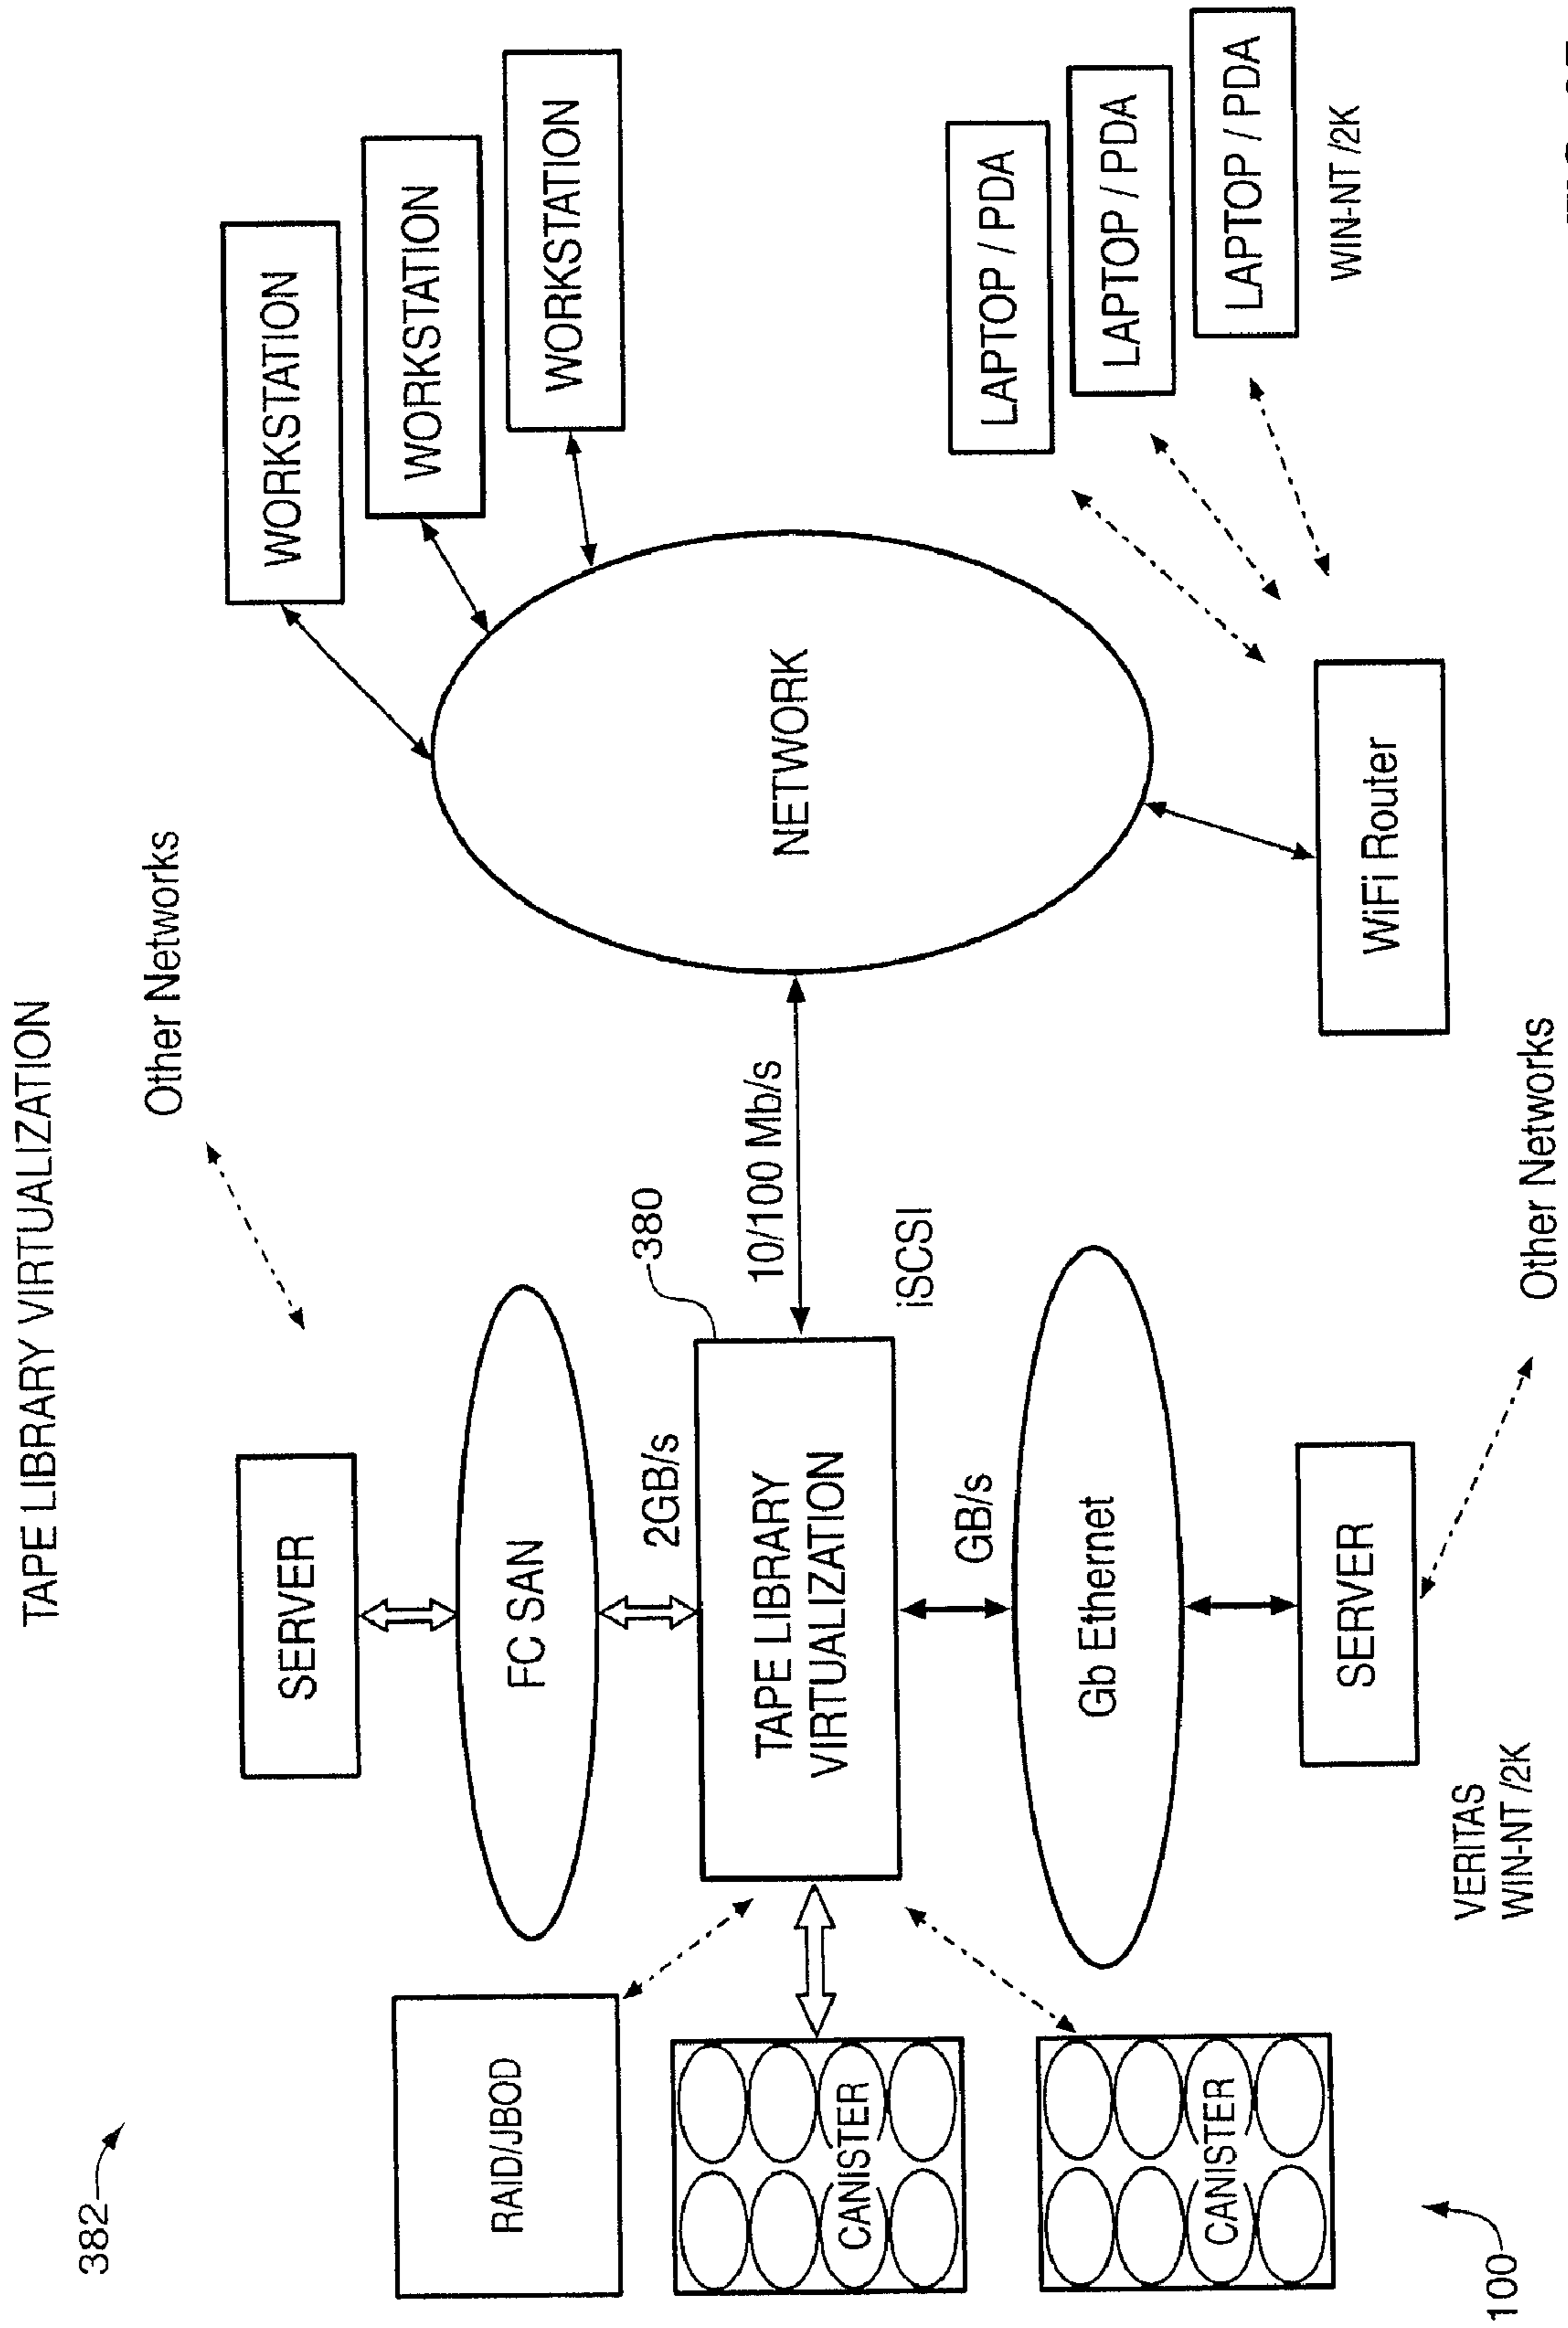 TAPE LIBRARY VIRTUALIZATION
382
Other Networks
SERVER
WORKSTATION
WORKSTATION
WORKSTATION
FC SAN
RAID/JBOD
2GB/s
380
TAPE LIBRARY
VIRTUALIZATION
10/100 Mb/s
NETWORK
CANISTER
iSCSI
GB/s
LAPTOP / PDA
LAPTOP / PDA
LAPTOP / PDA
Gb Ethernet
CANISTER
WIN-NT /2K
SERVER
WiFi Router
VERITAS
WIN-NT /2K
100
Other Networks